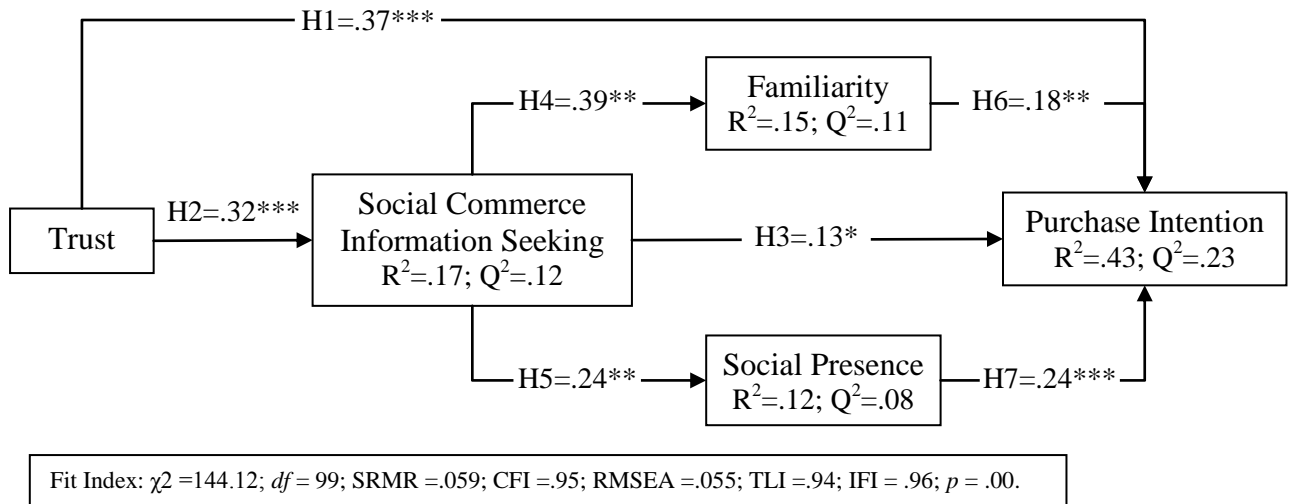 H1=.37***
Familiarity
R²=.15; Q²=.11
H4=.39**
H6=.18**
Trust
H2=.32***
Social Commerce
Information Seeking
R²=.17; Q²=.12
H3=.13*
Purchase Intention
R²=.43; Q²=.23
H5=.24**
Social Presence
R²=.12; Q²=.08
H7=.24***
Fit Index: χ2 =144.12; df = 99; SRMR =.059; CFI =.95; RMSEA =.055; TLI =.94; IFI = .96; p = .00.